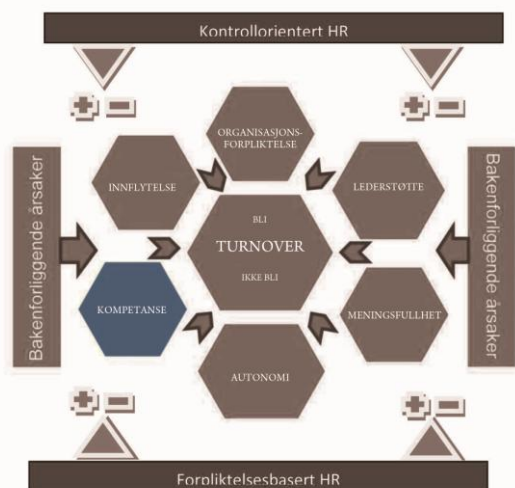 Kontrollorientert HR
ORGANISASJONS-
FORPLIKTELSE
INNFLYTELSE
LEDERSTØTTE
Bakenforliggende årsaker
Bakenforliggende årsaker
BLI
TURNOVER
IKKE BLI
KOMPETANSE
MENINGSFULLHET
AUTONOMI
Forpliktelsesbasert HR